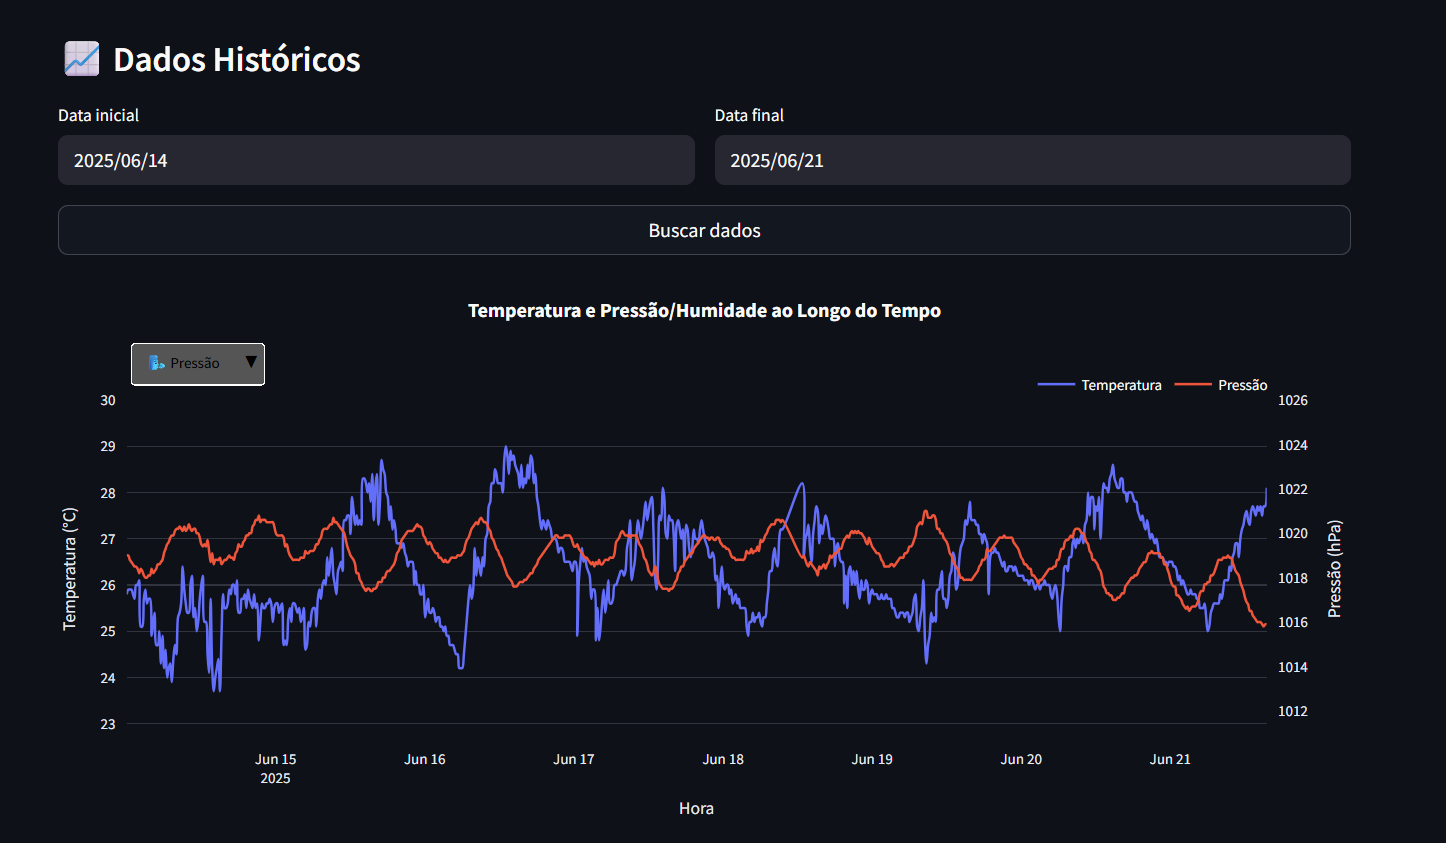 Dados Históricos
Data inicial
Data final
2025/06/14
2025/06/21
Buscar dados
Temperatura e Pressão/Humidade ao Longo do Tempo
Pressão ▼
Temperatura
Pressão
30
29
28
27
26
25
24
23
Temperatura (°C)
1026
1024
1022
1020
1018
1016
1014
1012
Pressão (hPa)
Jun 15
2025
Jun 16
Jun 17
Jun 18
Jun 19
Jun 20
Jun 21
Hora